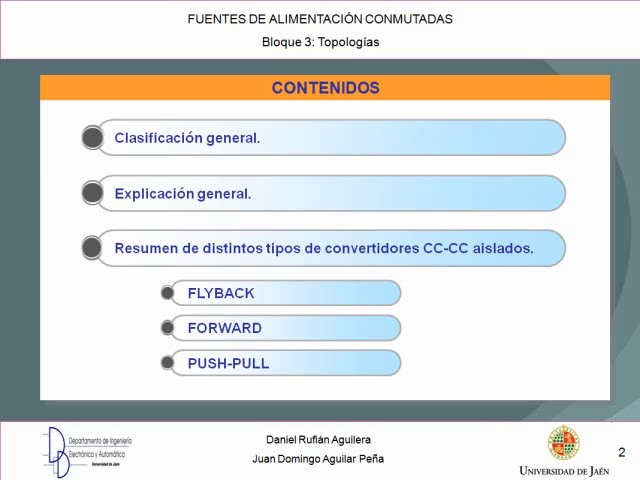 FUENTES DE ALIMENTACIÓN CONMUTADAS
Bloque 3: Topologías
CONTENIDOS
Clasificación general.
Explicación general.
Resumen de distintos tipos de convertidores CC-CC aislados.
FLYBACK
FORWARD
PUSH-PULL
Departamento de Ingeniería
Electrónica y Automática
Universidad de Jaén
Daniel Rufián Aguilera
Juan Domingo Aguilar Peña
UNIVERSIDAD DE JAÉN
2